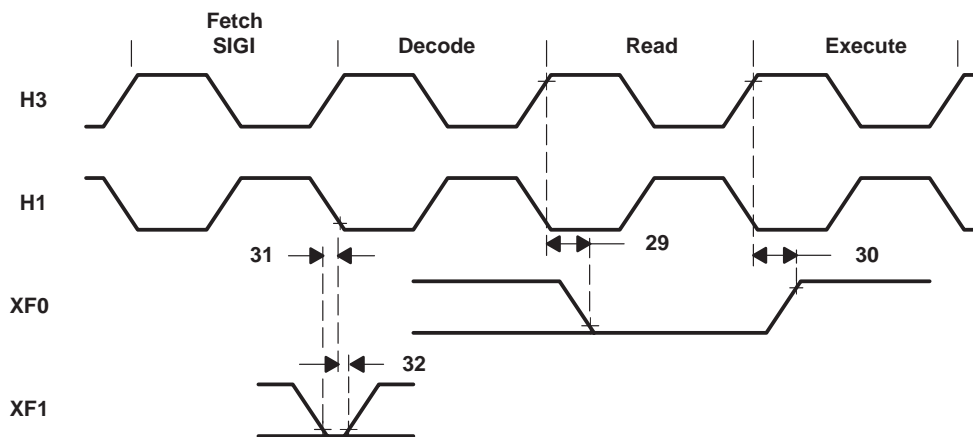 Fetch
SIGI
Decode
Read
Execute
H3
H1
31
29
30
XF0
32
XF1